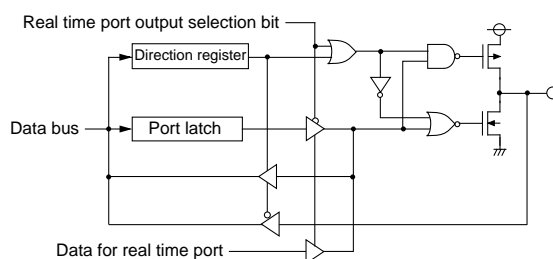 Real time port output selection bit
Direction register
Data bus
Port latch
Data for real time port